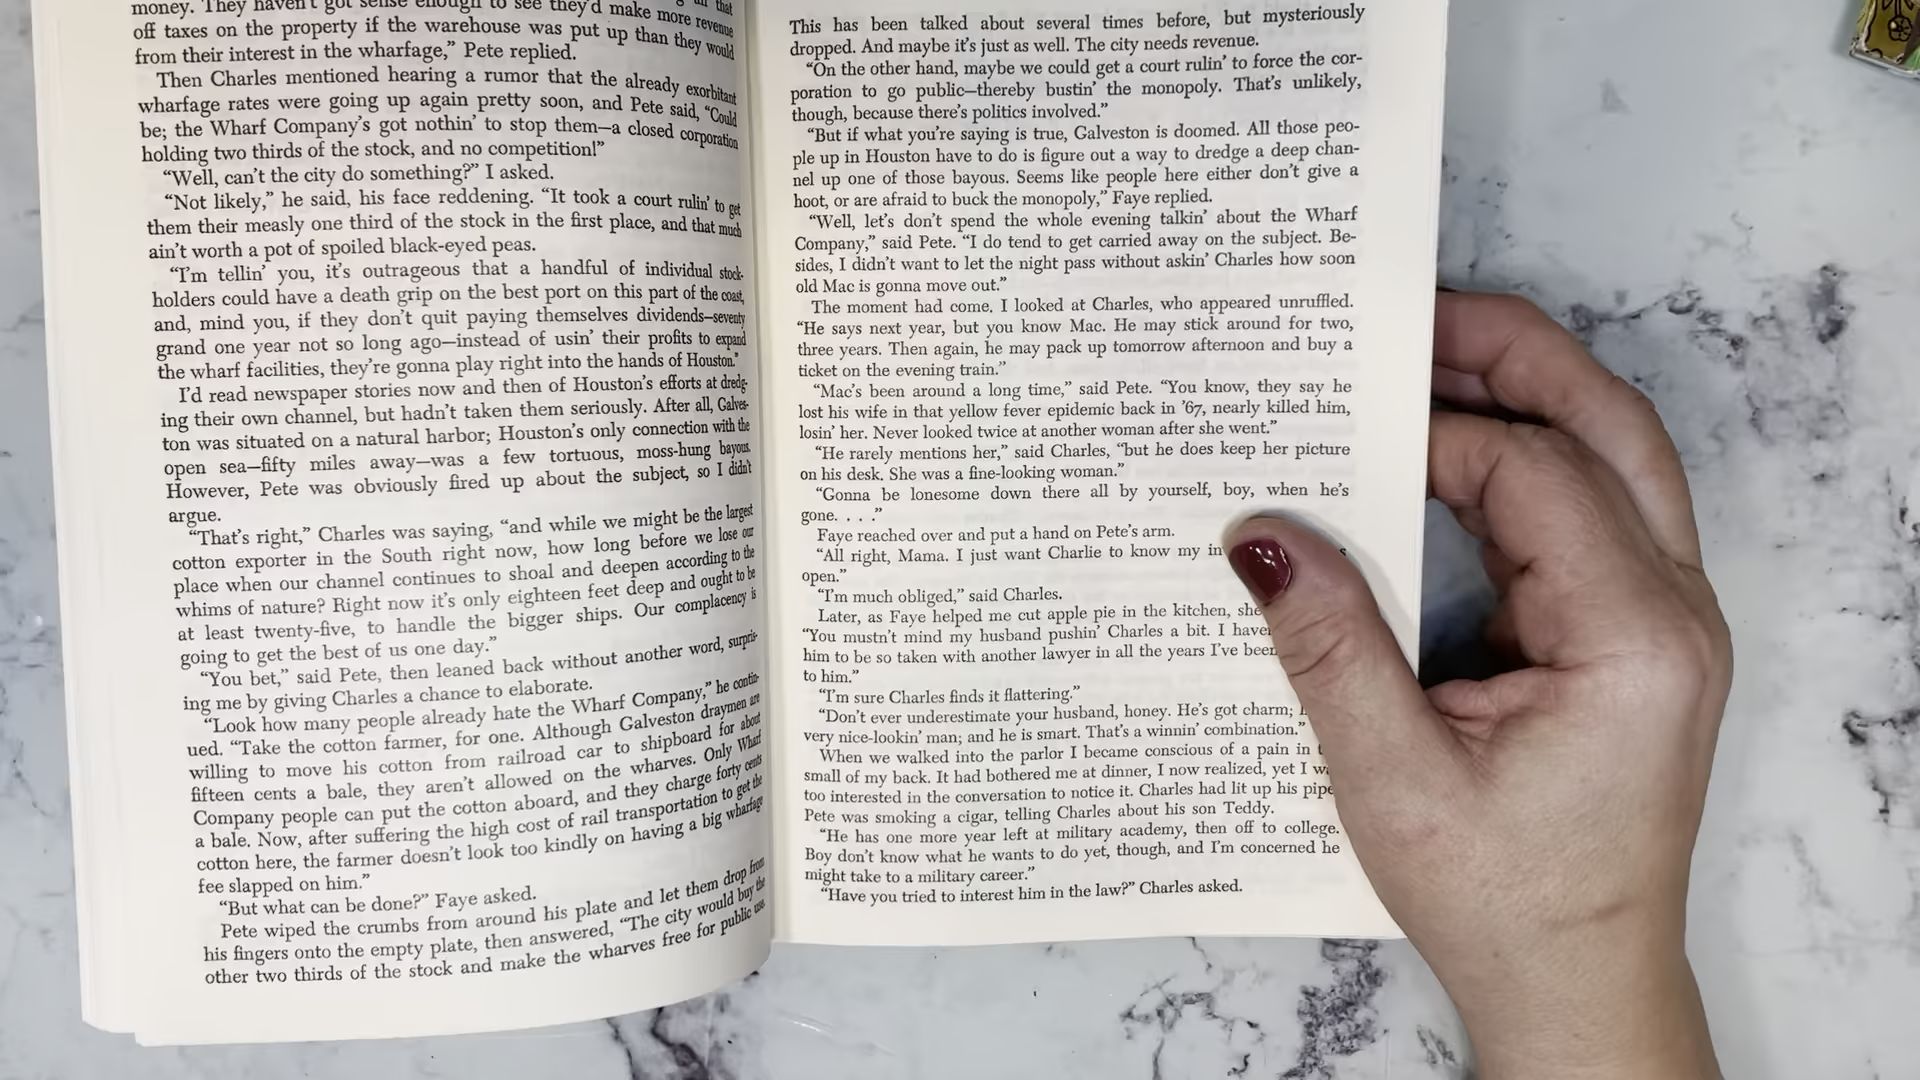 money. They haven't got sense enough to see they'd make more revenue
off taxes on the property if the warehouse was put up than they would
from their interest in the wharfage,” Pete replied.
Then Charles mentioned hearing a rumor that the already exorbitant
wharfage rates were going up again pretty soon, and Pete said, “Could
be; the Wharf Company's got nothin' to stop them—a closed corporation
holding two thirds of the stock, and no competition!”
“Well, can't the city do something?” I asked.
“Not likely,” he said, his face reddening. “It took a court rulin' to get
them their measly one third of the stock in the first place, and that much
ain't worth a pot of spoiled black-eyed peas.
“I'm tellin' you, it's outrageous that a handful of individual stock-
holders could have a death grip on the best port on this part of the coast,
and, mind you, if they don't quit paying themselves dividends—seventy
grand one year not so long ago—instead of usin' their profits to expand
the wharf facilities, they're gonna play right into the hands of Houston.”
I'd read newspaper stories now and then of Houston's efforts at dredg-
ing their own channel, but hadn't taken them seriously. After all, Galves-
ton was situated on a natural harbor; Houston's only connection with the
open sea—fifty miles away—was a few tortuous, moss-hung bayous.
However, Pete was obviously fired up about the subject, so I didn't
argue.
“That's right,” Charles was saying, “and while we might be the largest
cotton exporter in the South right now, how long before we lose our
place when our channel continues to shoal and deepen according to the
whims of nature? Right now it's only eighteen feet deep and ought to be
at least twenty-five, to handle the bigger ships. Our complacency is
going to get the best of us one day.”
“You bet,” said Pete, then leaned back without another word, surpris-
ing me by giving Charles a chance to elaborate.
“Look how many people already hate the Wharf Company,” he contin-
ued. “Take the cotton farmer, for one. Although Galveston draymen are
willing to move his cotton from railroad car to shipboard for about
fifteen cents a bale, they aren't allowed on the wharves. Only Wharf
Company people can put the cotton aboard, and they charge forty cents
a bale. Now, after suffering the high cost of rail transportation to get the
cotton here, the farmer doesn't look too kindly on having a big wharfage
fee slapped on him.”
“But what can be done?” Faye asked.
Pete wiped the crumbs from around his plate and let them drop from
his fingers onto the empty plate, then answered, “The city would buy the
other two thirds of the stock and make the wharves free for public use.
This has been talked about several times before, but mysteriously
dropped. And maybe it's just as well. The city needs revenue.
“On the other hand, maybe we could get a court rulin' to force the cor-
poration to go public—thereby bustin' the monopoly. That's unlikely,
though, because there's politics involved.”
“But if what you're saying is true, Galveston is doomed. All those peo-
ple up in Houston have to do is figure out a way to dredge a deep chan-
nel up one of those bayous. Seems like people here either don't give a
hoot, or are afraid to buck the monopoly,” Faye replied.
“Well, let's don't spend the whole evening talkin' about the Wharf
Company,” said Pete. “I do tend to get carried away on the subject. Be-
sides, I didn't want to let the night pass without askin' Charles how soon
old Mac is gonna move out.”
The moment had come. I looked at Charles, who appeared unruffled.
“He says next year, but you know Mac. He may stick around for two,
three years. Then again, he may pack up tomorrow afternoon and buy a
ticket on the evening train.”
“Mac's been around a long time,” said Pete. “You know, they say he
lost his wife in that yellow fever epidemic back in '67, nearly killed him,
losin' her. Never looked twice at another woman after she went.”
“He rarely mentions her,” said Charles, “but he does keep her picture
on his desk. She was a fine-looking woman.”
“Gonna be lonesome down there all by yourself, boy, when he's
gone. . . .”
Faye reached over and put a hand on Pete's arm.
“All right, Mama. I just want Charlie to know my
open.”
“I'm much obliged,” said Charles.
Later, as Faye helped me cut apple pie in the kitchen, she
“You mustn't mind my husband pushin' Charles a bit. I
him to be so taken with another lawyer in all the years I've been
to him.”
“I'm sure Charles finds it flattering.”
“Don't ever underestimate your husband, honey. He's got charm;
very nice-lookin' man; and he is smart. That's a winnin' combination.”
When we walked into the parlor I became conscious of a pain in
small of my back. It had bothered me at dinner, I now realized, yet I
too interested in the conversation to notice it. Charles had lit up his pipe
Pete was smoking a cigar, telling Charles about his son Teddy.
“He has one more year left at military academy, then off to college.
Boy don't know what he wants to do yet, though, and I'm concerned he
might take to a military career.”
“Have you tried to interest him in the law?” Charles asked.